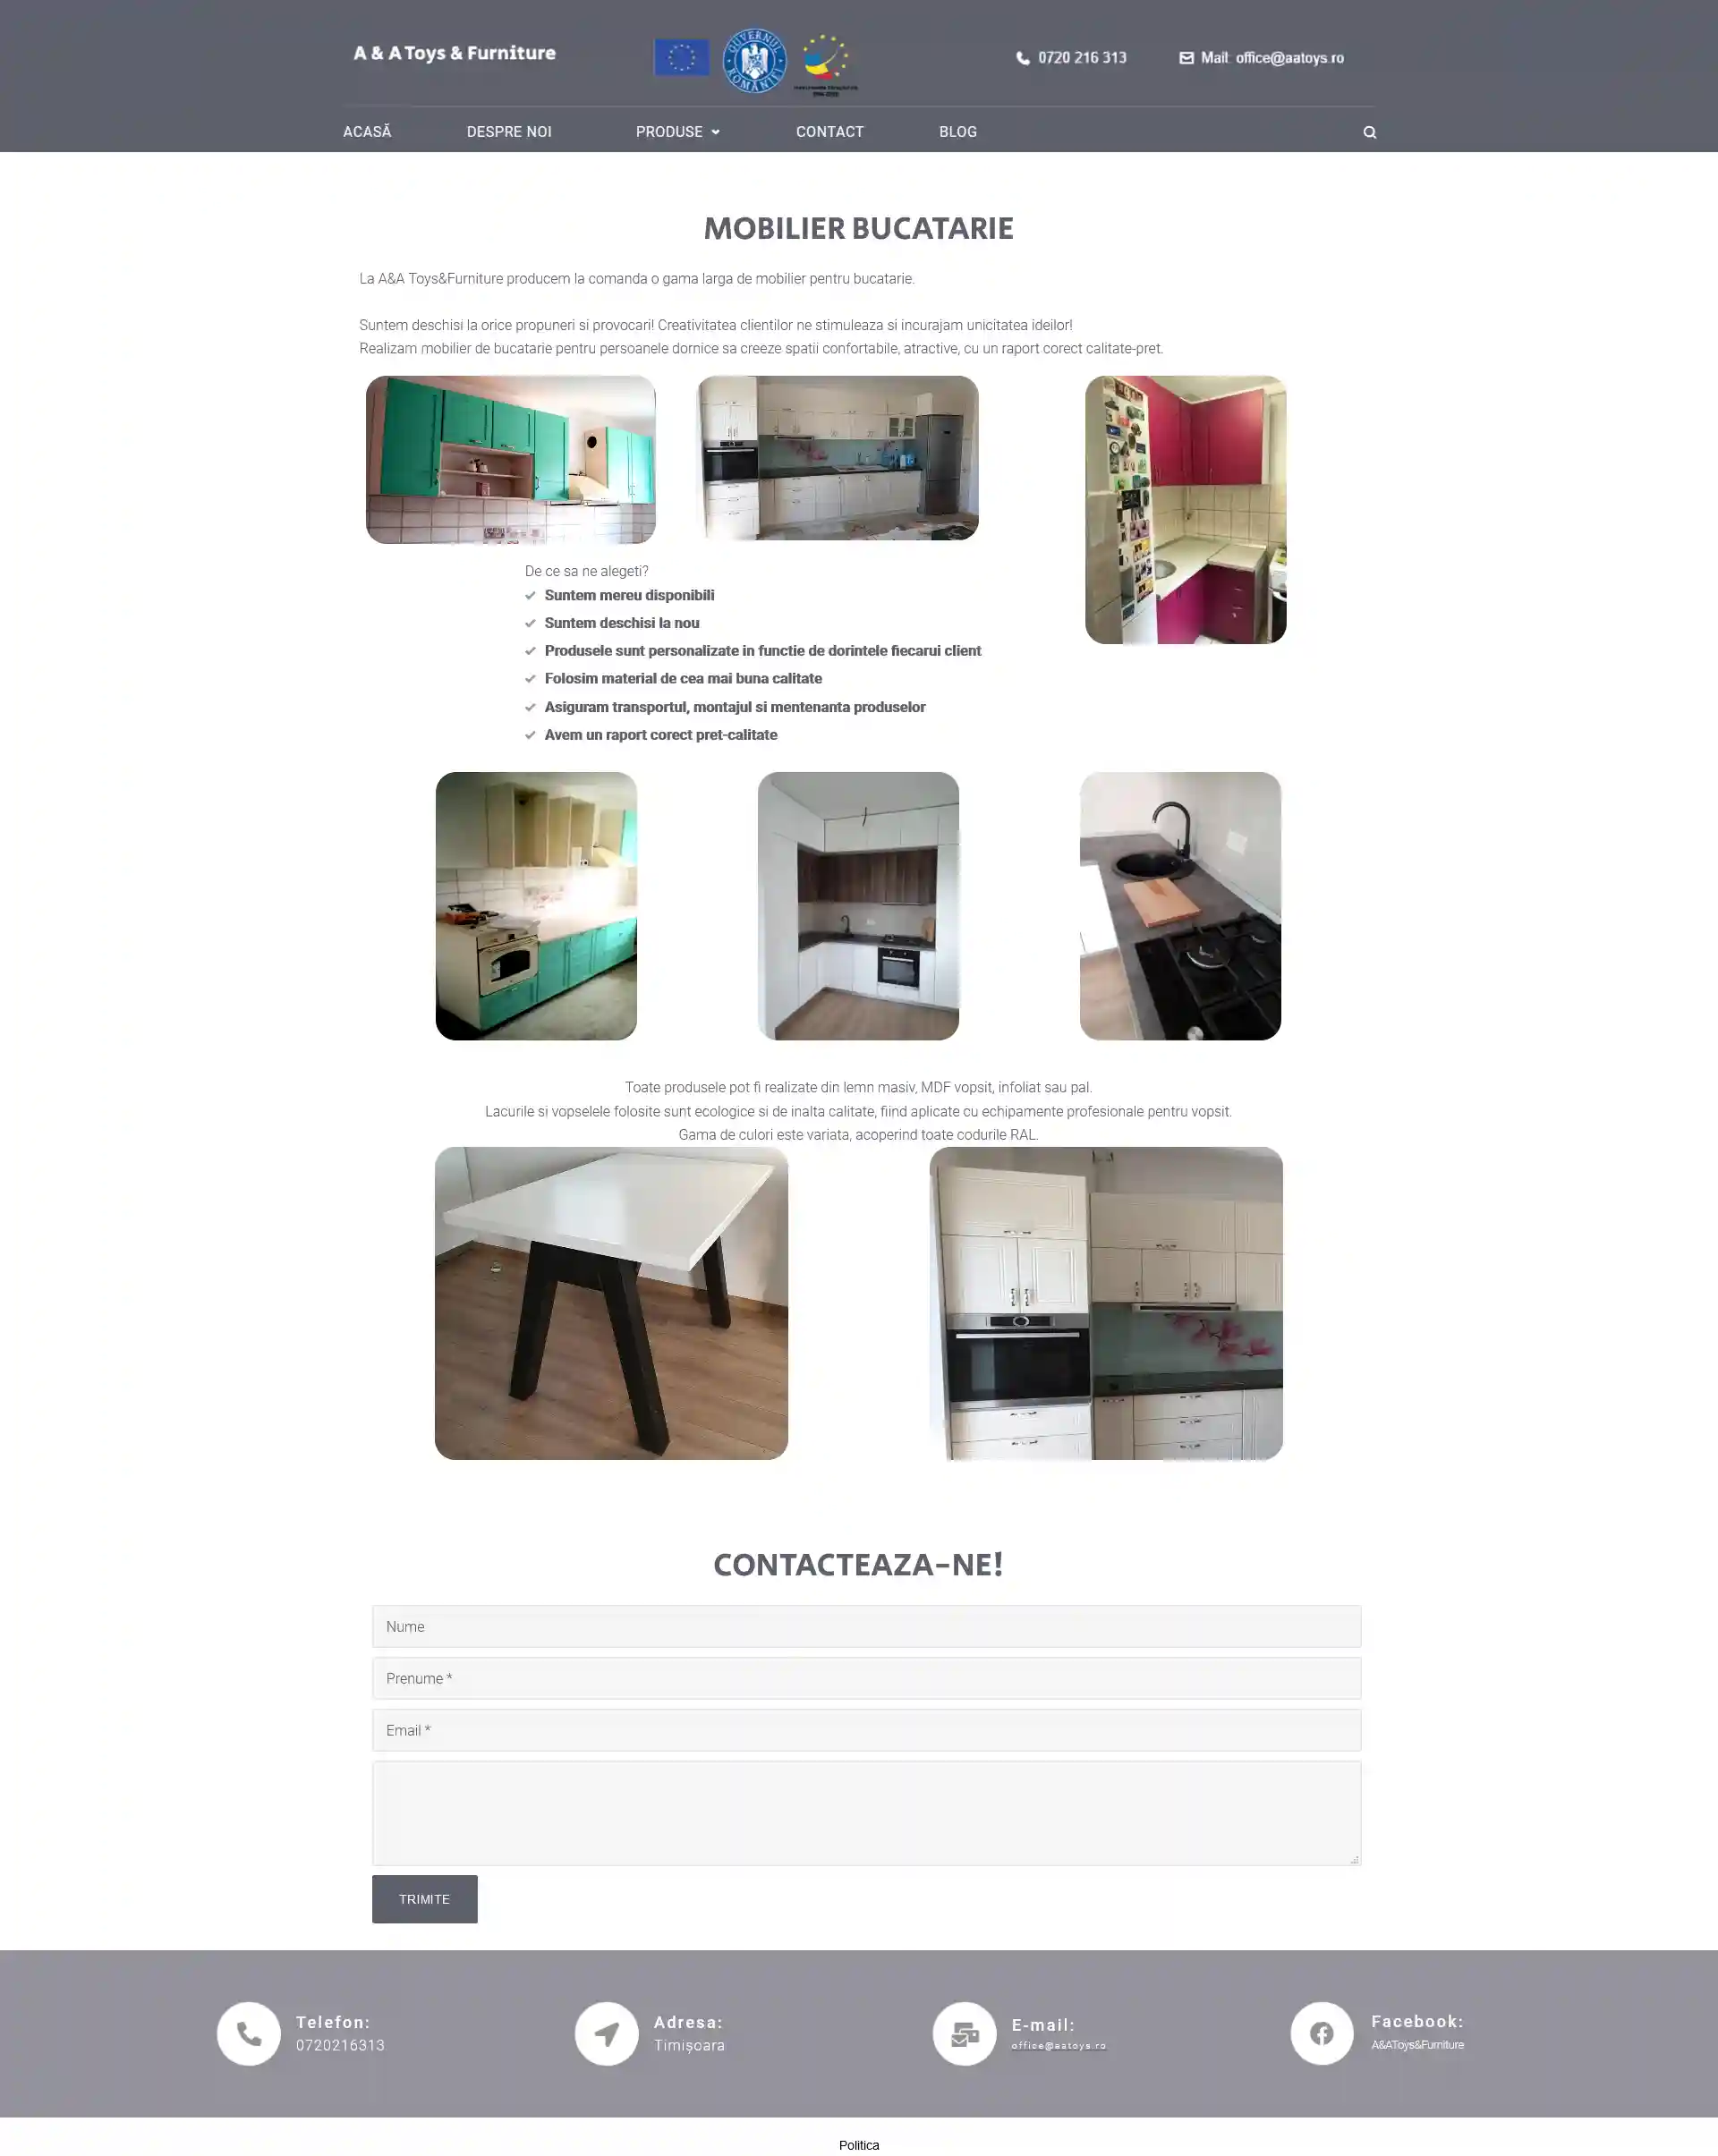 A & A Toys & Furniture
GUVERNUL ROMÂNIEI
0720 216 313
Mail: office@aatoys.ro
ACASĂ
DESPRE NOI
PRODUSE
CONTACT
BLOG
MOBILIER BUCATARIE
La A&A Toys&Furniture producem la comanda o gama larga de mobilier pentru bucatarie.
Suntem deschisi la orice propuneri si provocari! Creativitatea clientilor ne stimuleaza si incurajam unicitatea ideilor!
Realizam mobilier de bucatarie pentru persoanele dornice sa creeze spatii confortabile, atractive, cu un raport corect calitate-pret.
De ce sa ne alegeti?
Suntem mereu disponibili
Suntem deschisi la nou
Produsele sunt personalizate in functie de dorintele fiecarui client
Folosim material de cea mai buna calitate
Asiguram transportul, montajul si mentenanta produselor
Avem un raport corect pret-calitate
Toate produsele pot fi realizate din lemn masiv, MDF vopsit, infoliat sau pal.
Lacurile si vopselele folosite sunt ecologice si de inalta calitate, fiind aplicate cu echipamente profesionale pentru vopsit.
Gama de culori este variata, acoperind toate codurile RAL.
CONTACTEAZA-NE!
Nume
Prenume *
Email *
TRIMITE
Telefon:
0720216313
Adresa:
Timișoara
E-mail:
office@aatoys.ro
Facebook:
A&AToys&Furniture
Politica